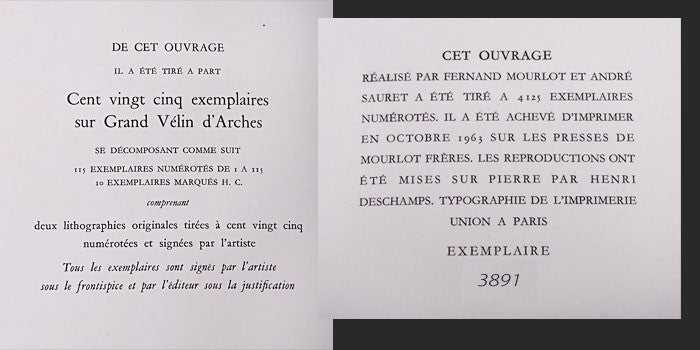 DE CET OUVRAGE
IL A ÉTÉ TIRÉ A PART
Cent vingt cinq exemplaires
sur Grand Vélin d'Arches
SE DÉCOMPOSANT COMME SUIT
115 EXEMPLAIRES NUMÉROTÉS DE 1 A 115
10 EXEMPLAIRES MARQUÉS H. C.
comprenant
deux lithographies originales tirées à cent vingt cinq
numérotées et signées par l'artiste
Tous les exemplaires sont signés par l'artiste
sous le frontispice et par l'éditeur sous la justification
CET OUVRAGE
RÉALISÉ PAR FERNAND MOURLOT ET ANDRÉ
SAURET A ÉTÉ TIRÉ A 4125 EXEMPLAIRES
NUMÉROTÉS. IL A ÉTÉ ACHEVÉ D'IMPRIMER
EN OCTOBRE 1963 SUR LES PRESSES DE
MOURLOT FRÈRES. LES REPRODUCTIONS ONT
ÉTÉ MISES SUR PIERRE PAR HENRI
DESCHAMPS. TYPOGRAPHIE DE L'IMPRIMERIE
UNION A PARIS
EXEMPLAIRE
3891